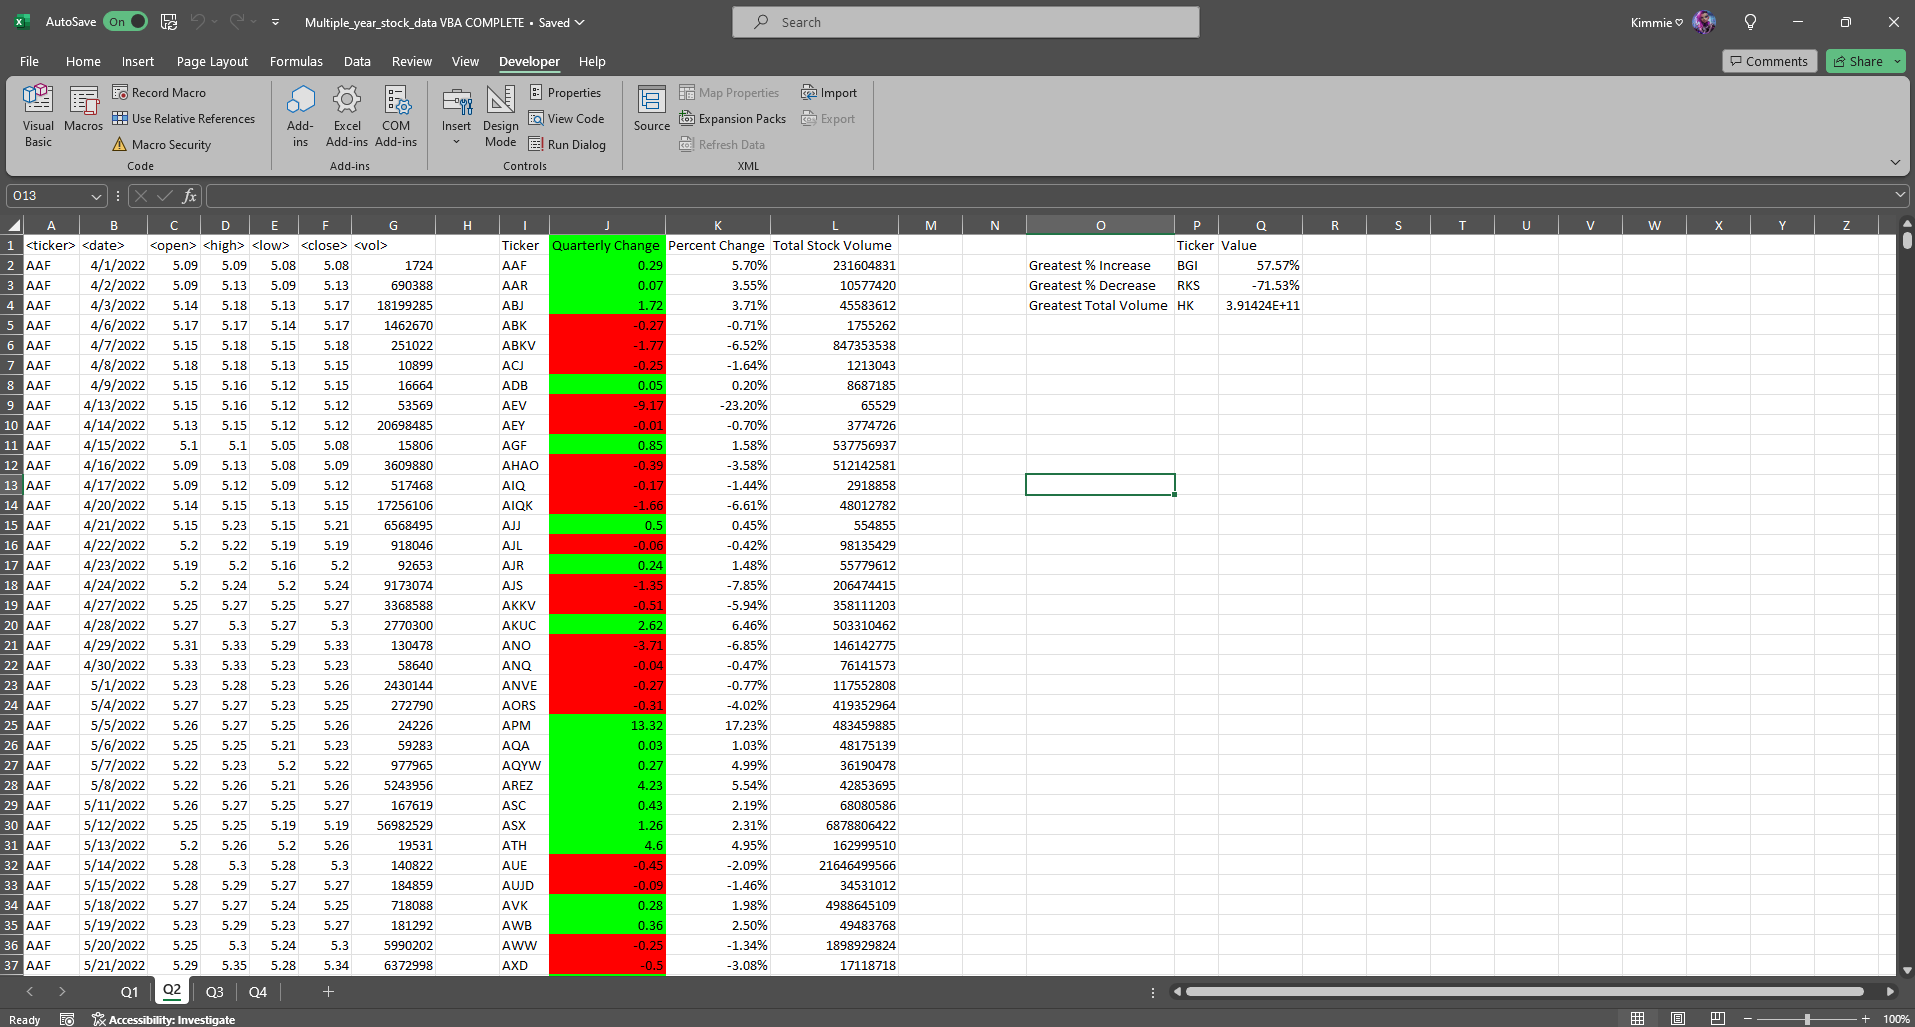 AutoSave On Multiple_year_stock_data VBA COMPLETE • Saved Search Kimmie♡
File Home Insert Page Layout Formulas Data Review View Developer Help Comments Share
Visual Basic
Macros
Record Macro
Use Relative References
Macro Security
Code
Add-ins
Excel Add-ins
COM Add-ins
Add-ins
Insert
Design Mode
Properties
View Code
Run Dialog
Controls
Source
Map Properties
Expansion Packs
Refresh Data
Import
Export
XML
O13 fx
A B C D E F G H I J K L M N O P Q R S T U V W X Y Z
1 <ticker> <date> <open> <high> <low> <close> <vol> Ticker Quarterly Change Percent Change Total Stock Volume Ticker Value
2 AAF 4/1/2022 5.09 5.09 5.08 5.08 1724 AAF 0.29 5.70% 231604831 Greatest % Increase BGI 57.57%
3 AAF 4/2/2022 5.09 5.13 5.09 5.13 690388 AAR 0.07 3.55% 10577420 Greatest % Decrease RKS -71.53%
4 AAF 4/3/2022 5.14 5.18 5.13 5.17 18199285 ABJ 1.72 3.71% 45583612 Greatest Total Volume HK 3.91424E+11
5 AAF 4/6/2022 5.17 5.17 5.14 5.17 1462670 ABK -0.27 -0.71% 1755262
6 AAF 4/7/2022 5.15 5.18 5.15 5.18 251022 ABKV -1.77 -6.52% 847353538
7 AAF 4/8/2022 5.18 5.18 5.13 5.15 10899 ACJ -0.25 -1.64% 1213043
8 AAF 4/9/2022 5.15 5.16 5.12 5.15 16664 ADB 0.05 0.20% 8687185
9 AAF 4/13/2022 5.15 5.16 5.12 5.12 53569 AEV -9.17 -23.20% 65529
10 AAF 4/14/2022 5.13 5.15 5.12 5.12 20698485 AEY -0.01 -0.70% 3774726
11 AAF 4/15/2022 5.1 5.1 5.05 5.08 15806 AGF 0.85 1.58% 537756937
12 AAF 4/16/2022 5.09 5.13 5.08 5.09 3609880 AHAO -0.39 -3.58% 512142581
13 AAF 4/17/2022 5.09 5.12 5.09 5.12 517468 AIQ -0.17 -1.44% 2918858
14 AAF 4/20/2022 5.14 5.15 5.13 5.15 17256106 AIQK -1.66 -6.61% 48012782
15 AAF 4/21/2022 5.15 5.23 5.15 5.21 6568495 AJJ 0.5 0.45% 554855
16 AAF 4/22/2022 5.2 5.22 5.19 5.19 918046 AJL -0.06 -0.42% 98135429
17 AAF 4/23/2022 5.19 5.2 5.16 5.2 92653 AJR 0.24 1.48% 55779612
18 AAF 4/24/2022 5.2 5.24 5.2 5.24 9173074 AJS -1.35 -7.85% 206474415
19 AAF 4/27/2022 5.25 5.27 5.25 5.27 3368588 AKKV -0.51 -5.94% 358111203
20 AAF 4/28/2022 5.27 5.3 5.27 5.3 2770300 AKUC 2.62 6.46% 503310462
21 AAF 4/29/2022 5.31 5.33 5.29 5.33 130478 ANO -3.71 -6.85% 146142775
22 AAF 4/30/2022 5.33 5.33 5.23 5.23 58640 ANQ -0.04 -0.47% 76141573
23 AAF 5/1/2022 5.23 5.28 5.23 5.26 2430144 ANVE -0.27 -0.77% 117552808
24 AAF 5/4/2022 5.27 5.27 5.23 5.25 272790 AORS -0.31 -4.02% 419352964
25 AAF 5/5/2022 5.26 5.27 5.25 5.26 24226 APM 13.32 17.23% 483459885
26 AAF 5/6/2022 5.25 5.25 5.21 5.23 59283 AQA 0.03 1.03% 48175139
27 AAF 5/7/2022 5.22 5.23 5.2 5.22 977965 AQYW 0.27 4.99% 36190478
28 AAF 5/8/2022 5.22 5.26 5.21 5.26 5243956 AREZ 4.23 5.54% 42853695
29 AAF 5/11/2022 5.26 5.27 5.25 5.27 167619 ASC 0.43 2.19% 68080586
30 AAF 5/12/2022 5.25 5.25 5.19 5.19 56982529 ASX 1.26 2.31% 6878806422
31 AAF 5/13/2022 5.2 5.26 5.2 5.26 19531 ATH 4.6 4.95% 162999510
32 AAF 5/14/2022 5.28 5.3 5.28 5.3 140822 AUE -0.45 -2.09% 21646499566
33 AAF 5/15/2022 5.28 5.29 5.27 5.27 184859 AUJD -0.09 -1.46% 34531012
34 AAF 5/18/2022 5.27 5.27 5.24 5.25 718088 AVK 0.28 1.98% 4988645109
35 AAF 5/19/2022 5.23 5.29 5.23 5.27 181292 AWB 0.36 2.50% 49483768
36 AAF 5/20/2022 5.25 5.3 5.24 5.3 5990202 AWW -0.25 -1.34% 1898929824
37 AAF 5/21/2022 5.29 5.35 5.28 5.34 6372998 AXD -0.5 -3.08% 17118718
Q1 Q2 Q3 Q4
Ready Accessibility: Investigate 100%